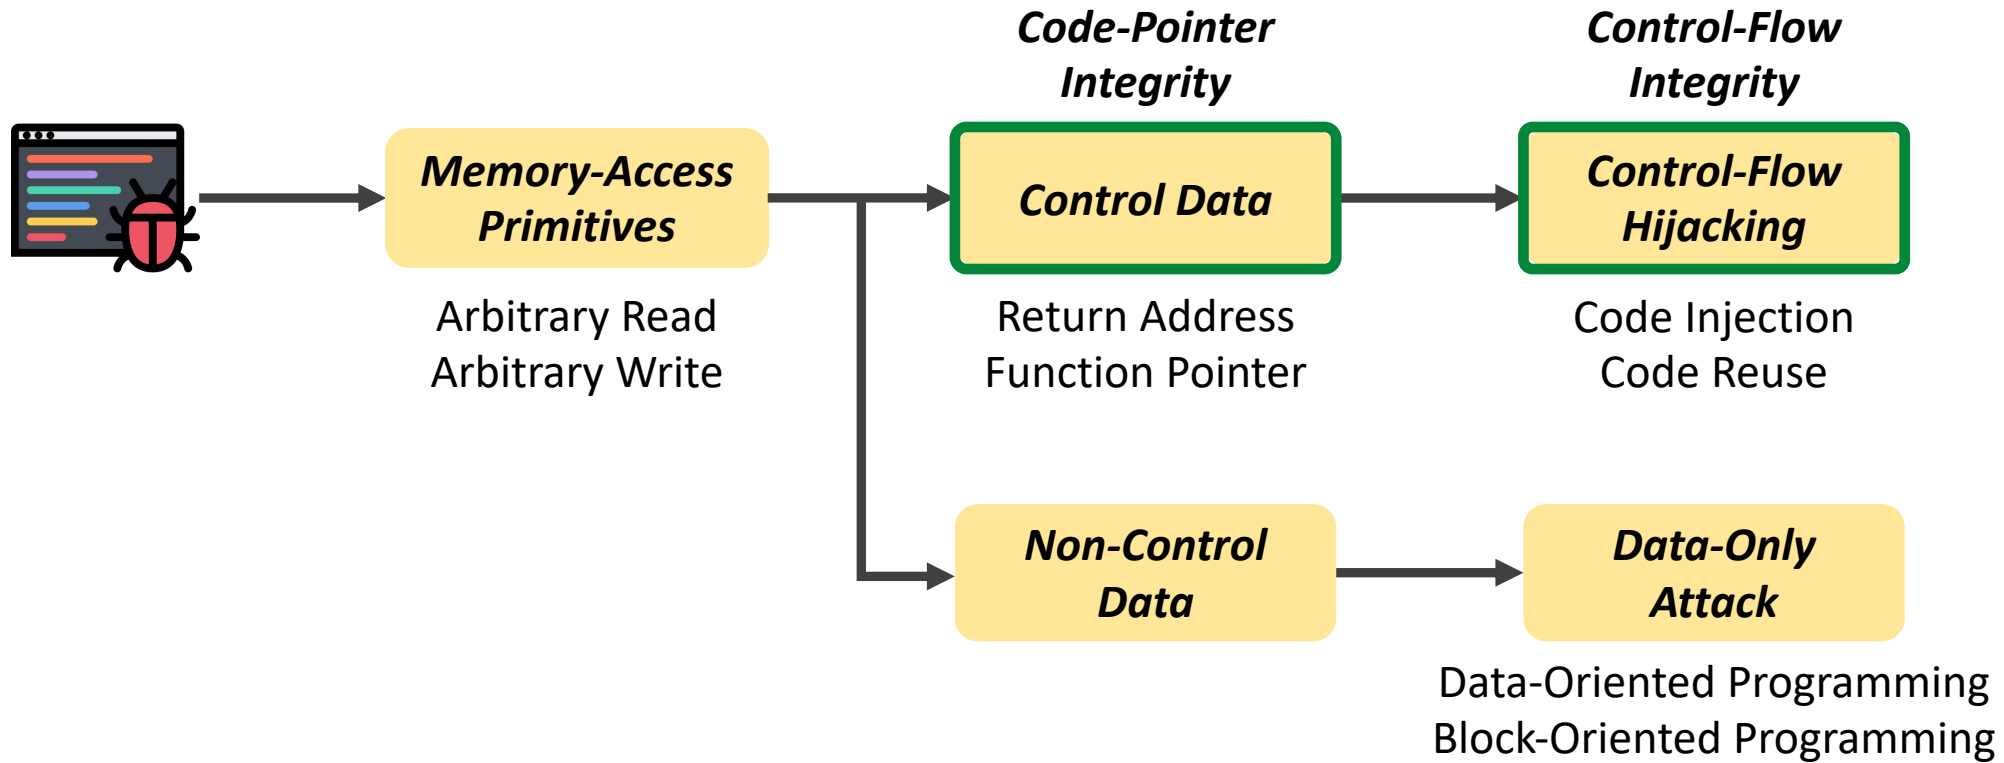 Code-Pointer
Integrity
Control-Flow
Integrity
Memory-Access
Primitives
Control Data
Control-Flow
Hijacking
Arbitrary Read
Arbitrary Write
Return Address
Function Pointer
Code Injection
Code Reuse
Non-Control
Data
Data-Only
Attack
Data-Oriented Programming
Block-Oriented Programming